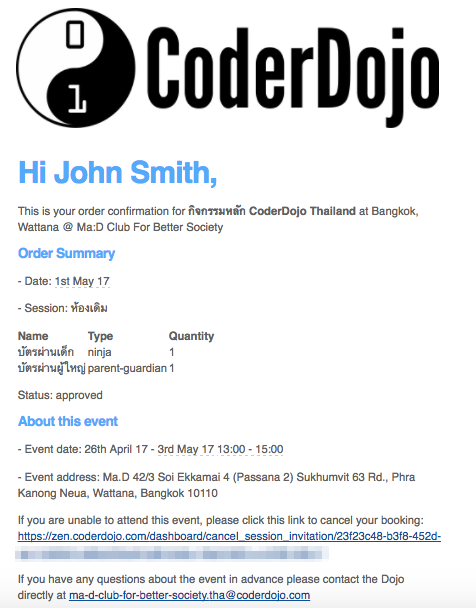 0
1
CoderDojo
Hi John Smith,
This is your order confirmation for กิจกรรมหลัก CoderDojo Thailand at Bangkok,
Wattana @ Ma:D Club For Better Society
Order Summary
- Date: 1st May 17
- Session: ห้องเดิม
Name Type Quantity
บัตรผ่านเด็ก ninja 1
บัตรผ่านผู้ใหญ่ parent-guardian 1
Status: approved
About this event
- Event date: 26th April 17 - 3rd May 17 13:00 - 15:00
- Event address: Ma.D 42/3 Soi Ekkamai 4 (Passana 2) Sukhumvit 63 Rd., Phra
Kanong Neua, Wattana, Bangkok 10110
If you are unable to attend this event, please click this link to cancel your booking:
https://zen.coderdojo.com/dashboard/cancel_session_invitation/23f23c48-b3f8-452d-
If you have any questions about the event in advance please contact the Dojo
directly at ma-d-club-for-better-society.tha@coderdojo.com